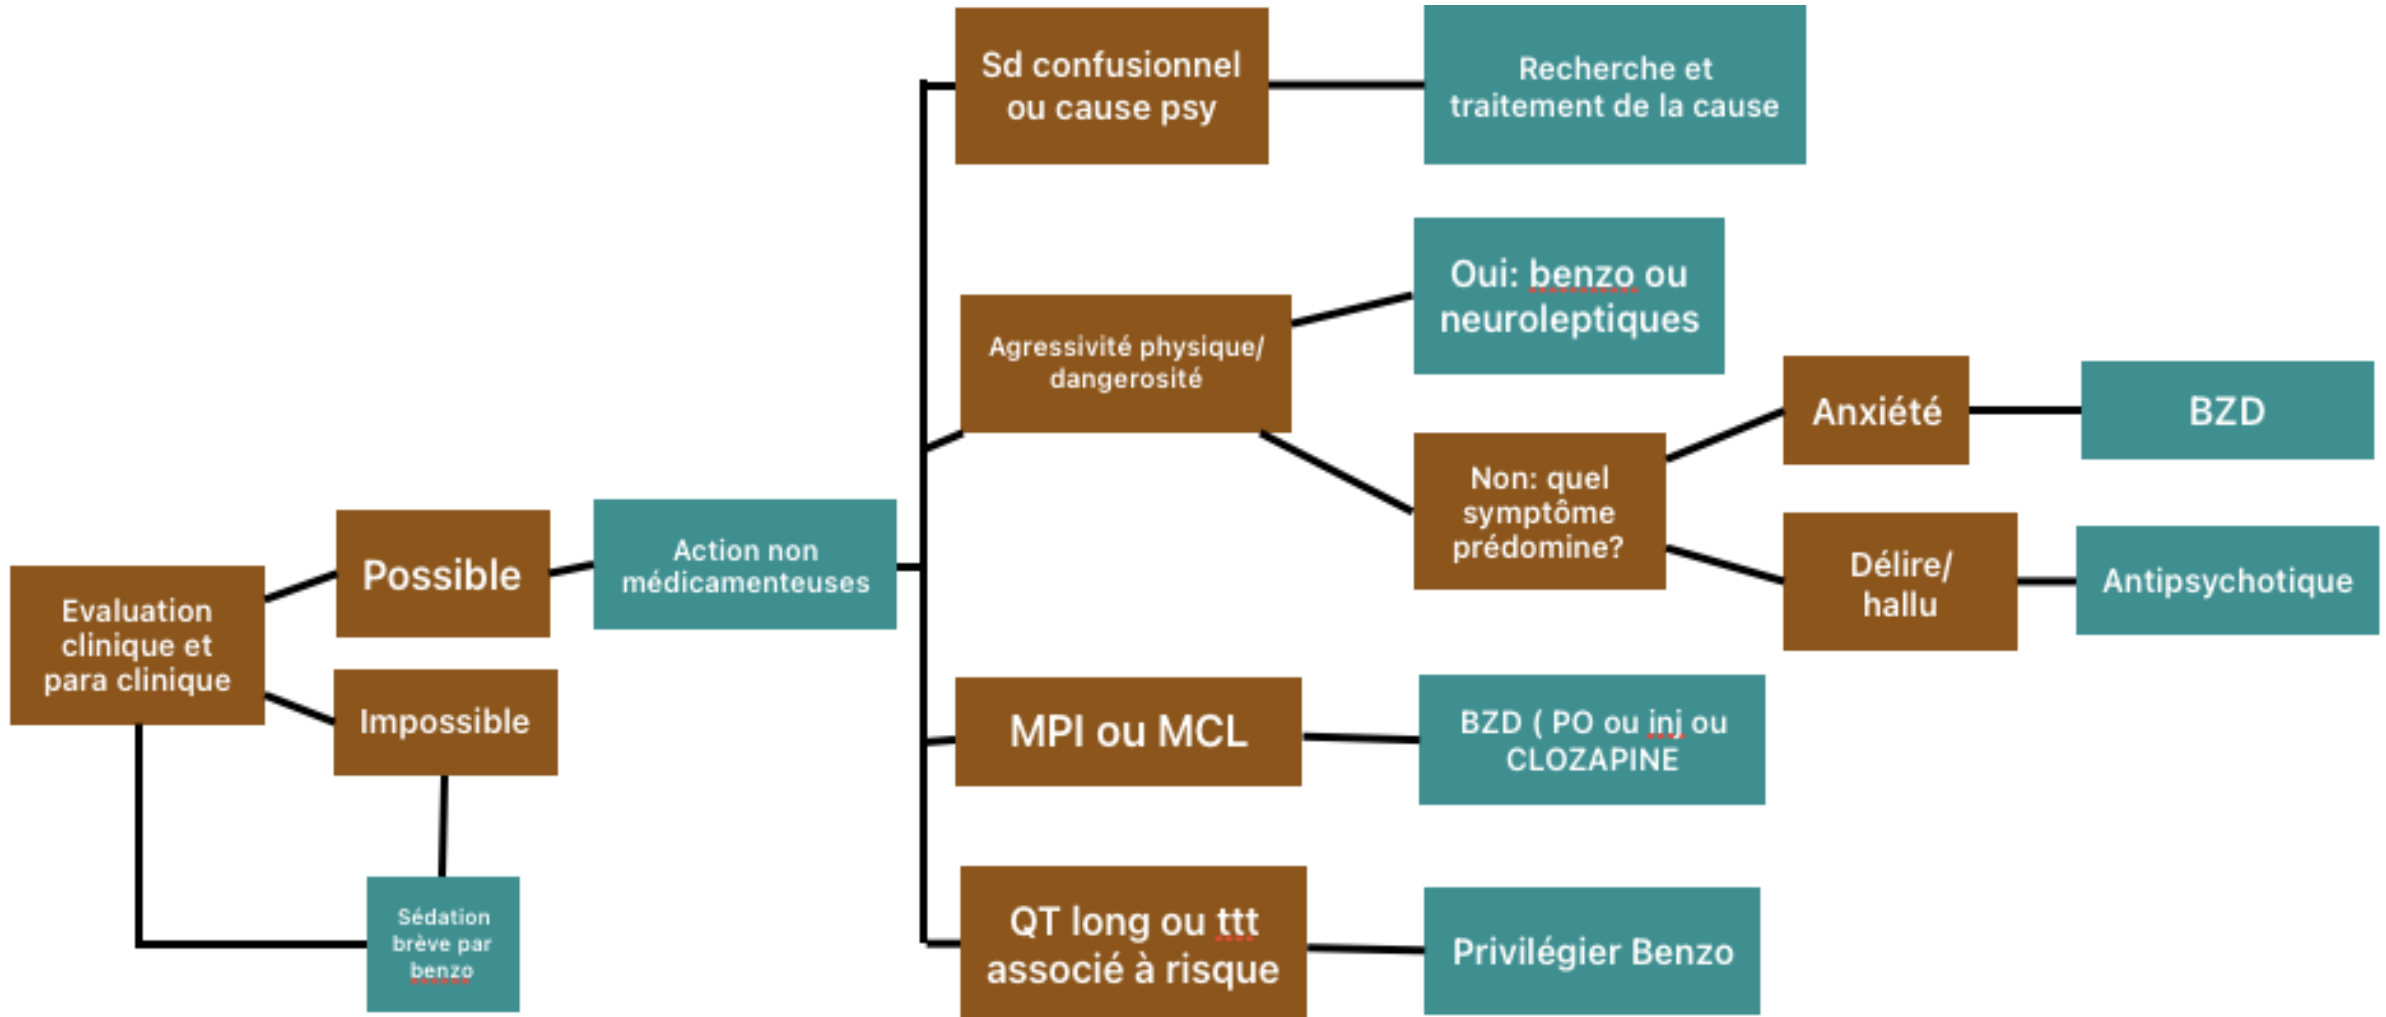 Sd confusionnel
ou cause psy
Recherche et
traitement de la cause
Agressivité physique/
dangerosité
Oui: benzo ou
neuroleptiques
Non: quel
symptôme
prédomine?
Anxiété
BZD
Délire/
hallu
Antipsychotique
Evaluation
clinique et
para clinique
Possible
Action non
médicamenteuses
Impossible
Sédation
brève par
benzo
MPI ou MCL
BZD ( PO ou inj ou
CLOZAPINE
QT long ou ttt
associé à risque
Privilégier Benzo